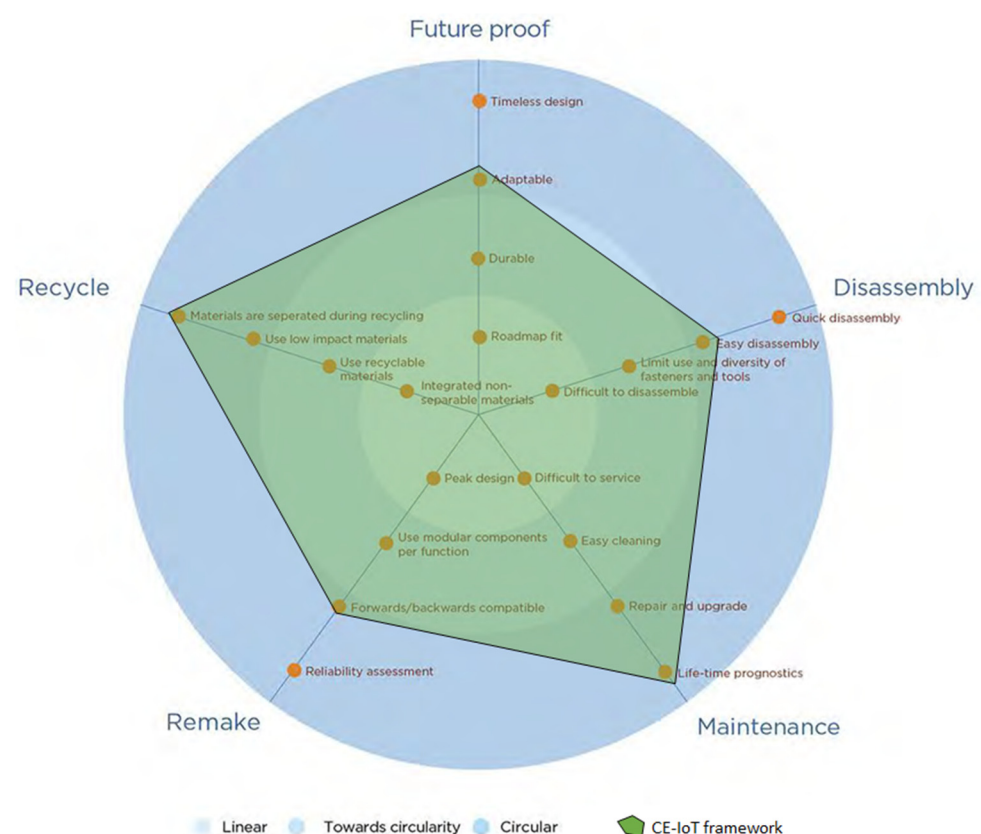 Future proof
Timeless design
Adaptable
Durable
Recycle
Disassembly
Materials are seperated during recycling
Quick disassembly
Use low impact materials
Roadmap fit
Easy disassembly
Use recyclable
materials
Limit use and diversity of
fasteners and tools
Integrated non-
separable materials
Difficult to disassemble
Peak design
Difficult to service
Use modular components
per function
Easy cleaning
Forwards/backwards compatible
Repair and upgrade
Reliability assessment
Life-time prognostics
Remake
Maintenance
Linear
Towards circularity
Circular
CE-IoT framework